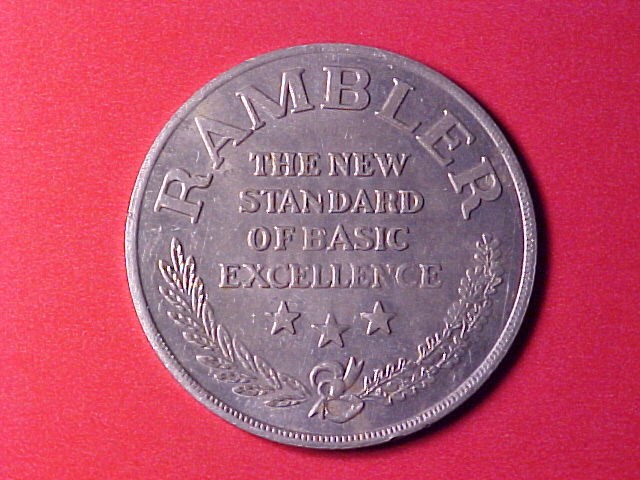 RAMBLER
THE NEW
STANDARD
OF BASIC
EXCELLENCE